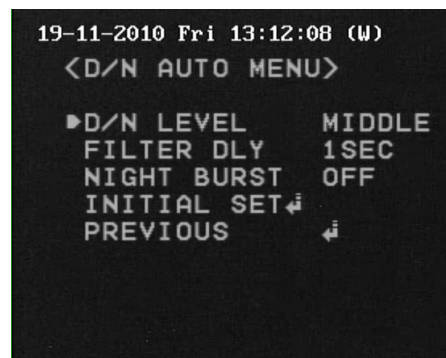 19-11-2010 Fri 13:12:08 (W)
<D/N AUTO MENU>
D/N LEVEL MIDDLE
FILTER DLY 1SEC
NIGHT BURST OFF
INITIAL SET↲
PREVIOUS ↲